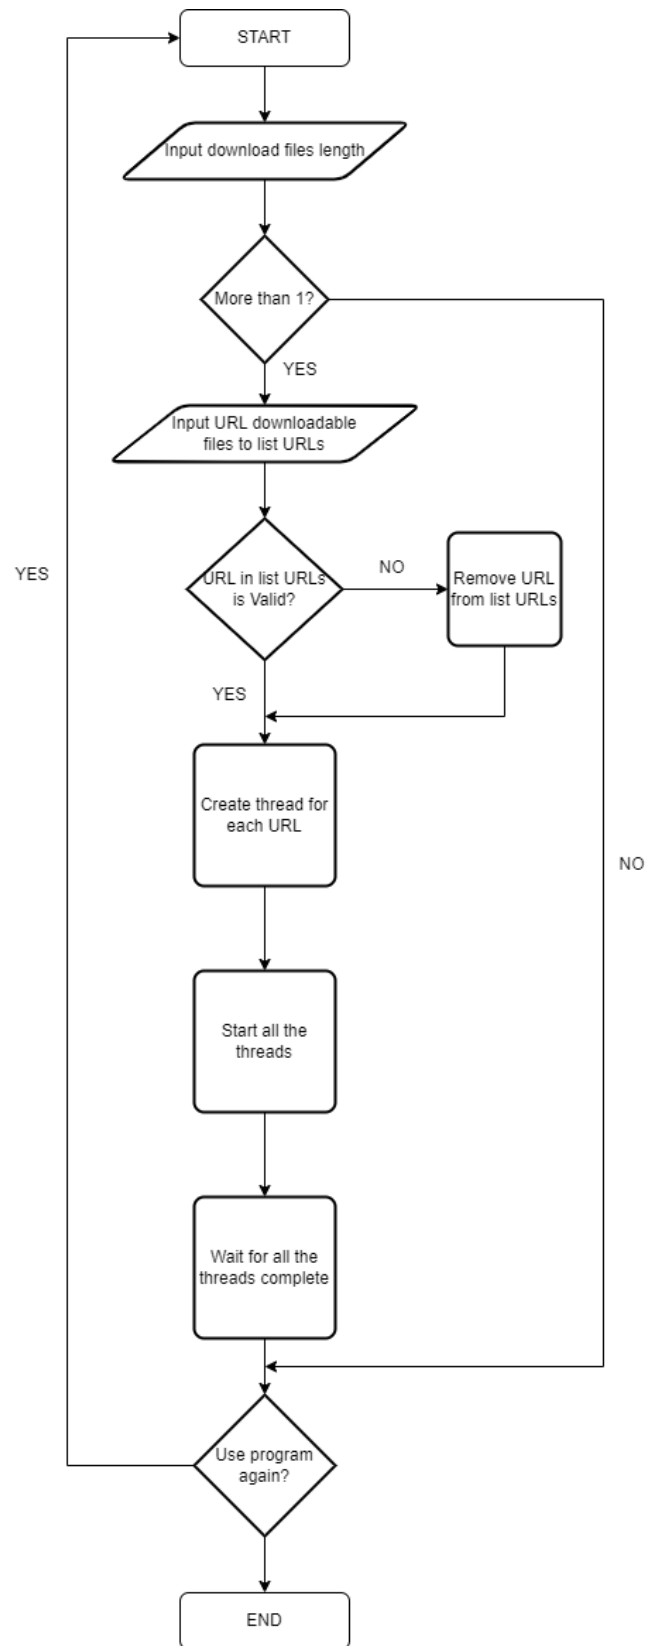 START
Input download files length
More than 1?
YES
Input URL downloadable
files to list URLs
URL in list URLs
is Valid?
NO
Remove URL
from list URLs
YES
YES
Create thread for
each URL
NO
Start all the
threads
Wait for all the
threads complete
Use program
again?
END